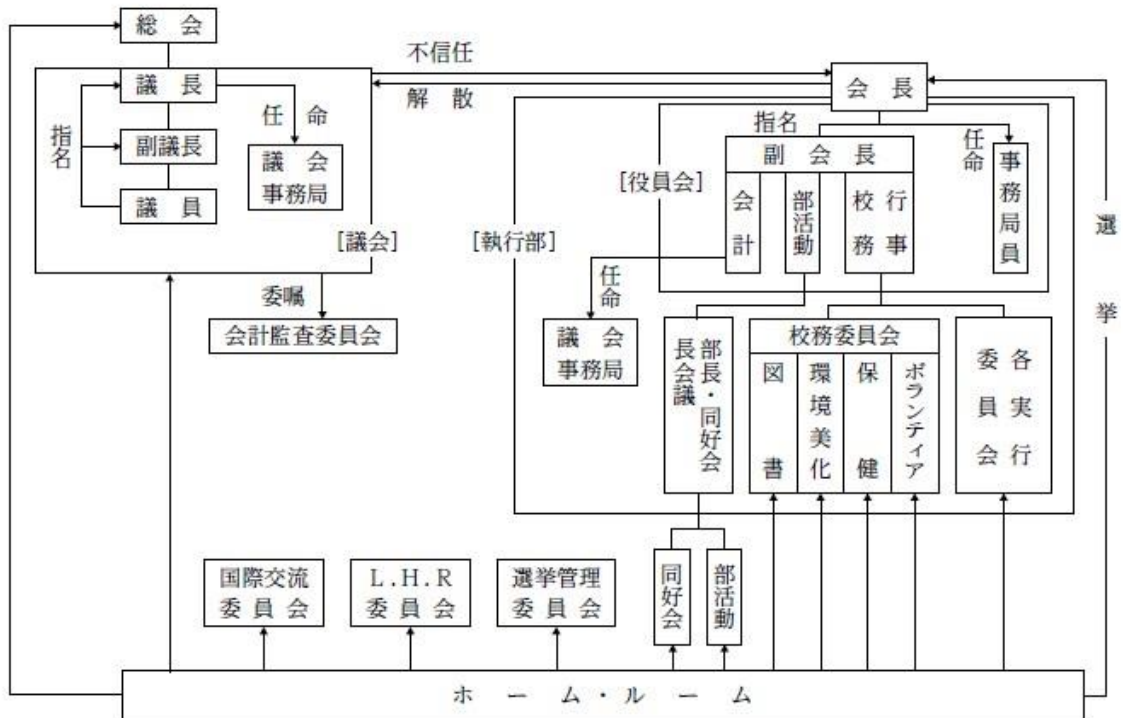 総会
議長
指名
副議長
議員
任命
議会
事務局
[議会]
委嘱
会計監査委員会
不信任
解散
会長
選挙
[執行部]
[役員会]
指名
副会長
会計
部活動
校務
行事
任命
事務局員
任命
議会
事務局
部長・同好会
長会議
校務委員会
図書
環境美化
保健
ボランティア
各実行
委員会
国際交流
委員会
L.H.R
委員会
選挙管理
委員会
同好会
部活動
ホーム・ルーム